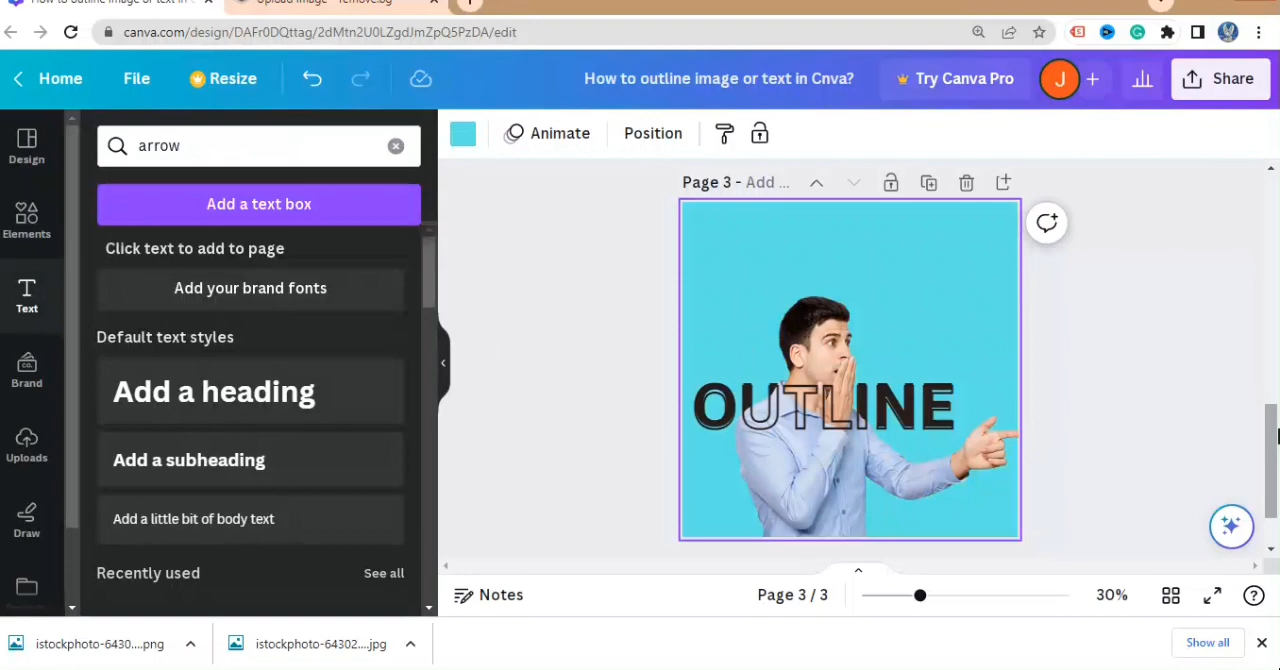 How to outline image or text in C
Upload Image - remove.bg
canva.com/design/DAFr0DQttag/2dMtn2U0LZgdJmZpQ5PZDA/edit
Home
File
Resize
How to outline image or text in Cnva?
Try Canva Pro
J
Share
Design
Elements
Text
Brand
Uploads
Draw
arrow
Add a text box
Click text to add to page
Add your brand fonts
Default text styles
Add a heading
Add a subheading
Add a little bit of body text
Recently used
See all
Animate
Position
Page 3 - Add ...
OUTLINE
Notes
Page 3 / 3
30%
istockphoto-6430....png
istockphoto-64302....jpg
Show all